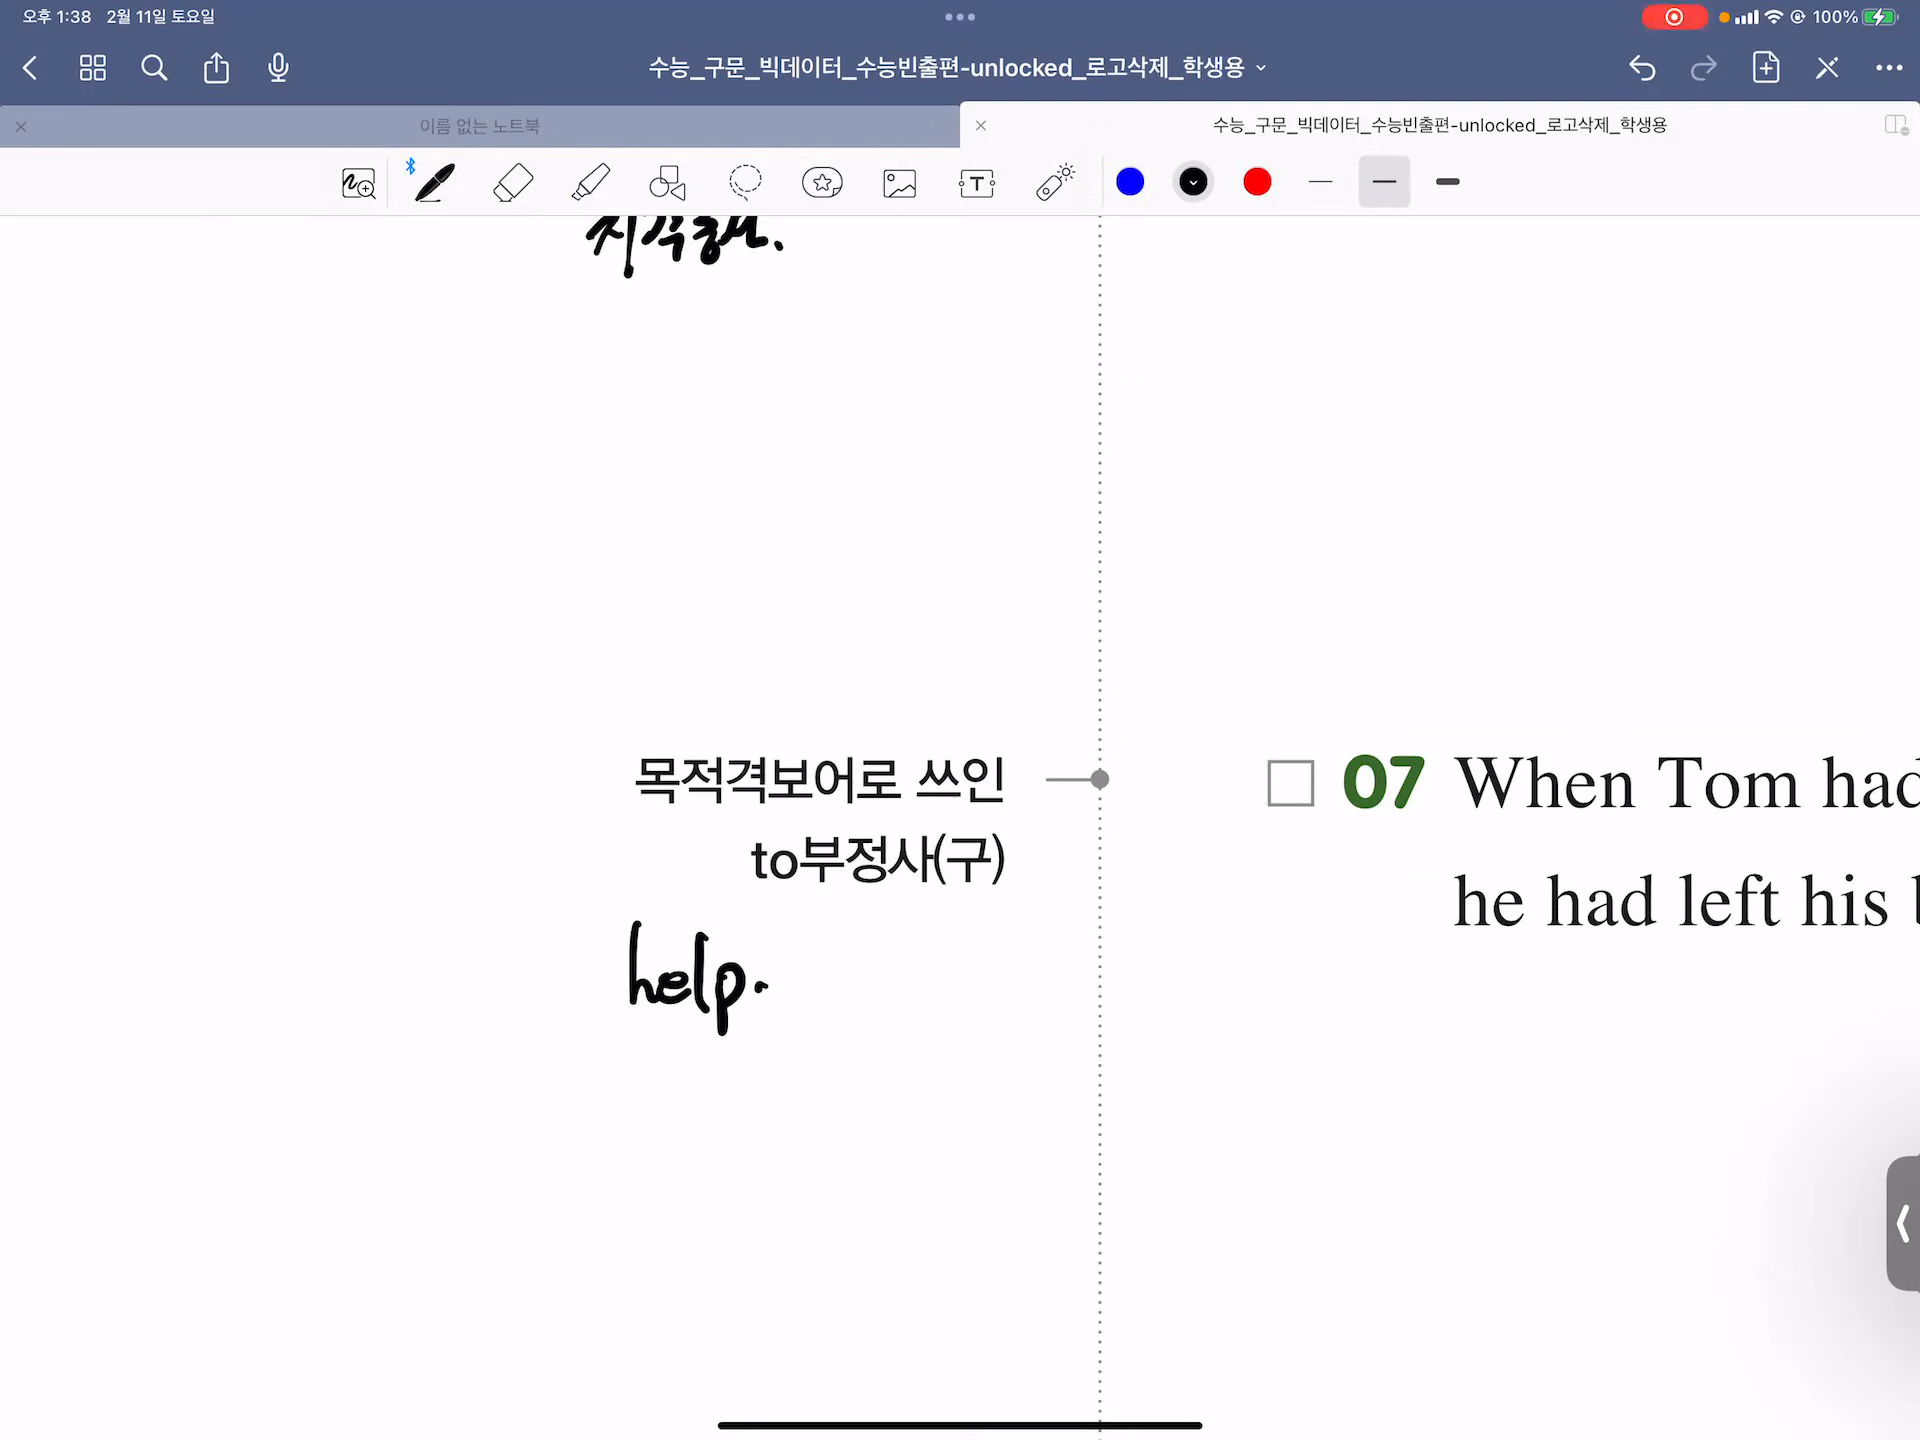 오후 1:38 2월 11일 토요일
100%
수능_구문_빅데이터_수능빈출편-unlocked_로고삭제_학생용
이름 없는 노트북
수능_구문_빅데이터_수능빈출편-unlocked_로고삭제_학생용
지각동사.
목적격보어로 쓰인
to부정사(구)
help.
07 When Tom had
he had left his